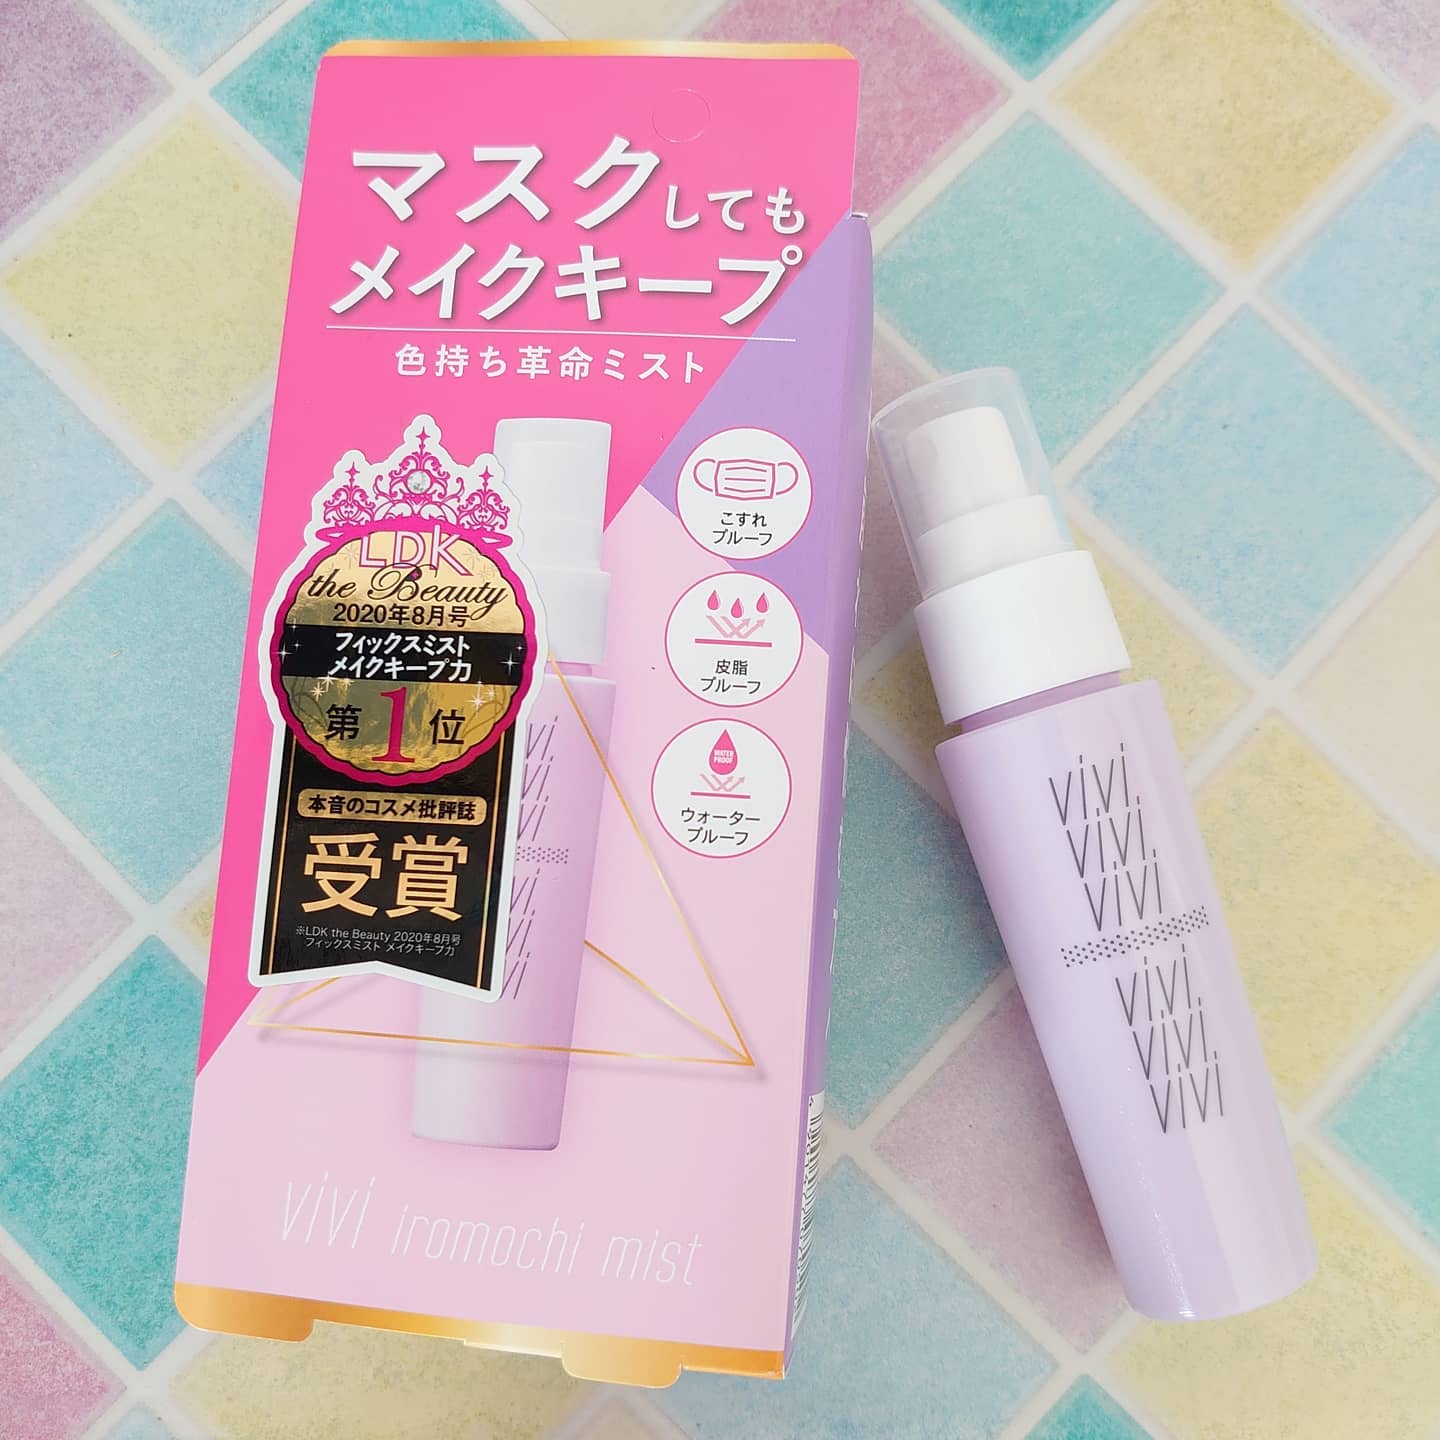 マスクしても
メイクキープ
色持ち革命ミスト
こすれ
プルーフ
皮脂
プルーフ
WATER
PROOF
ウォーター
プルーフ
LDK
the Beauty
2020年8月号
フィックスミスト
メイクキープ力
第1位
本音のコスメ批評誌
受賞
※LDK the Beauty 2020年8月号
フィックスミスト メイクキープ力
vivi
vivi
vivi
vivi iromochi mist
vivi.
vivi.
vivi
vivi.
vivi.
vivi